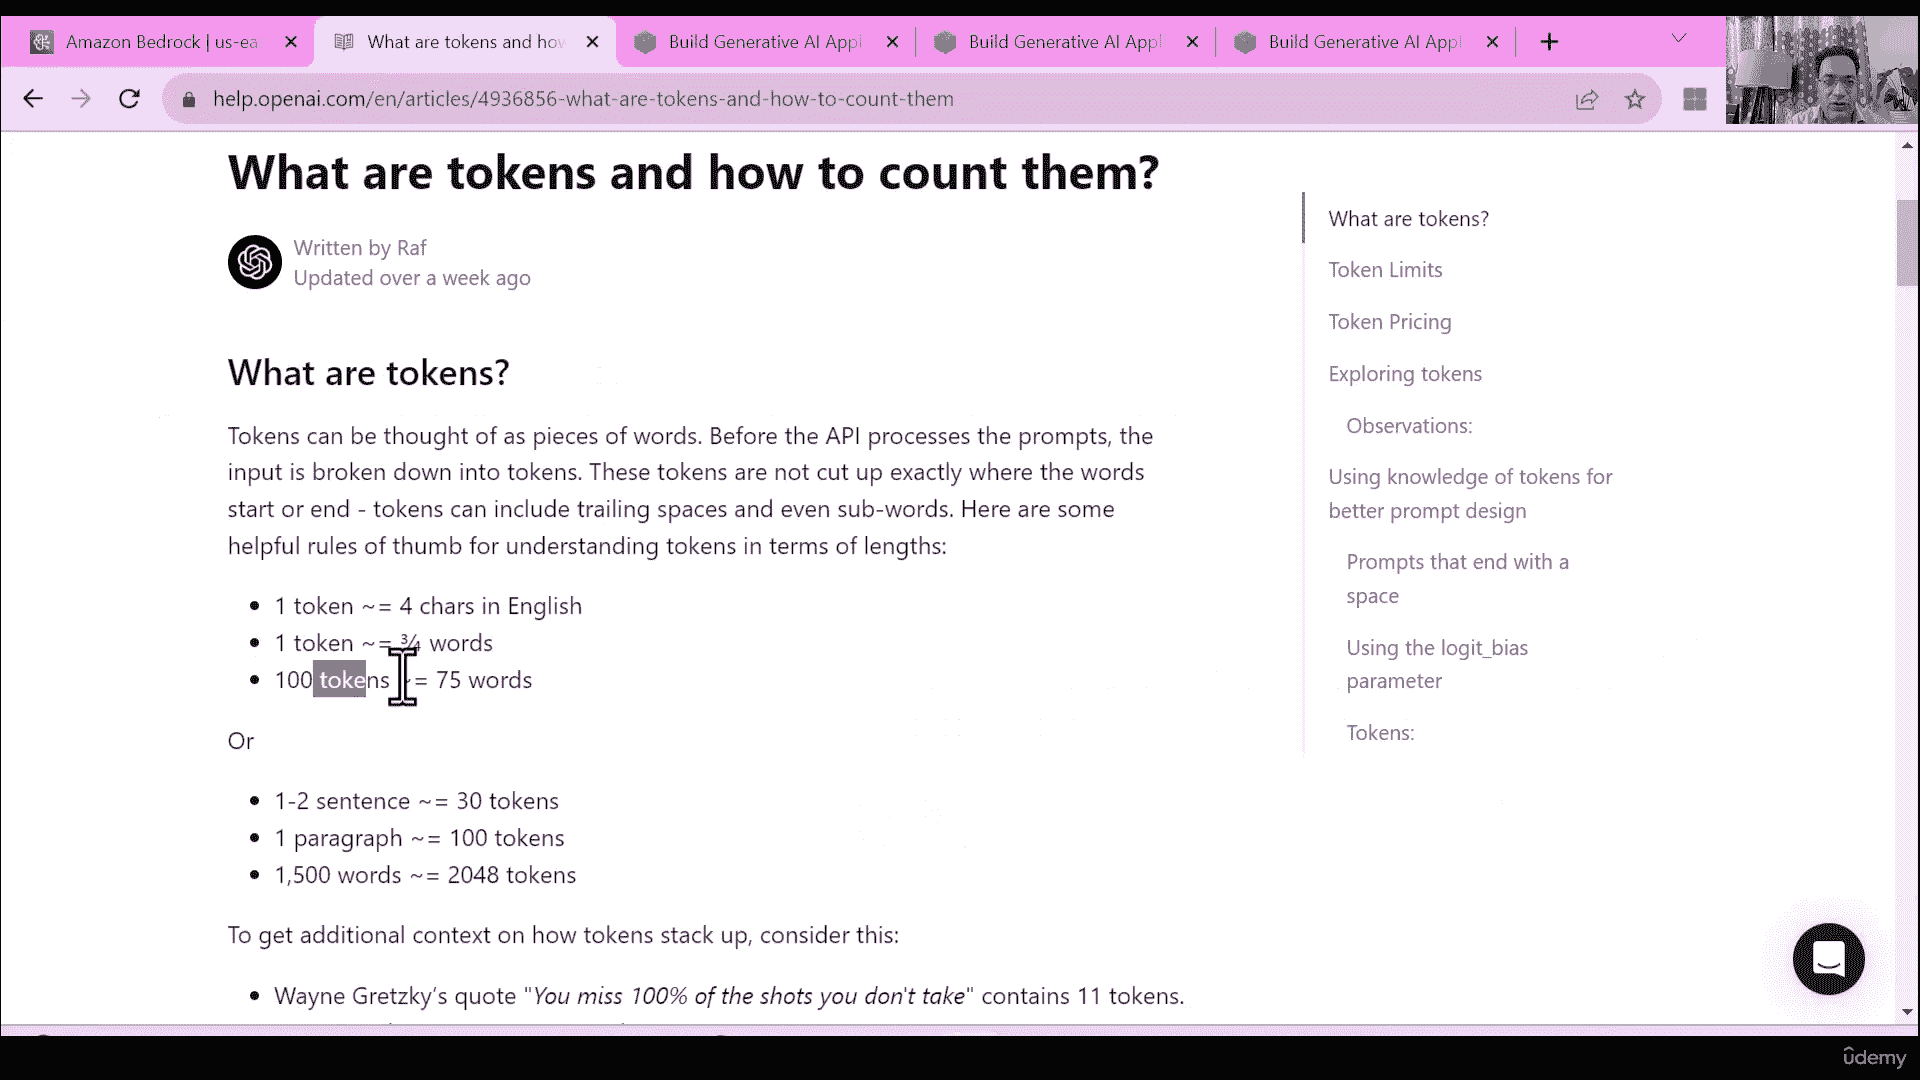 Amazon Bedrock | us-ea
What are tokens and how
Build Generative AI Appl
Build Generative AI Appl
Build Generative AI Appl
help.openai.com/en/articles/4936856-what-are-tokens-and-how-to-count-them
What are tokens and how to count them?
Written by Raf
Updated over a week ago
What are tokens?
Tokens can be thought of as pieces of words. Before the API processes the prompts, the
input is broken down into tokens. These tokens are not cut up exactly where the words
start or end - tokens can include trailing spaces and even sub-words. Here are some
helpful rules of thumb for understanding tokens in terms of lengths:
1 token ~= 4 chars in English
1 token ~= ¾ words
100 tokens ~= 75 words
Or
1-2 sentence ~= 30 tokens
1 paragraph ~= 100 tokens
1,500 words ~= 2048 tokens
To get additional context on how tokens stack up, consider this:
Wayne Gretzky's quote "You miss 100% of the shots you don't take" contains 11 tokens.
What are tokens?
Token Limits
Token Pricing
Exploring tokens
Observations:
Using knowledge of tokens for
better prompt design
Prompts that end with a
space
Using the logit_bias
parameter
Tokens:
ûdemy